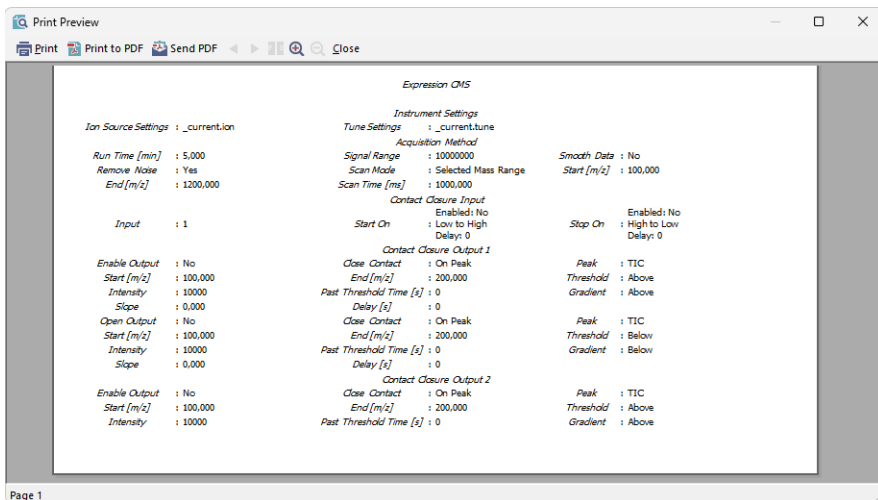 Print Preview
Print Print to PDF Send PDF Close
Expression CMS
Instrument Settings
Ion Source Settings : _current.ion Tune Settings : _current.tune
Acquisition Method
Run Time [min] : 5,000 Signal Range : 10000000 Smooth Data : No
Remove Noise : Yes Scan Mode : Selected Mass Range Start [m/z] : 100,000
End [m/z] : 1200,000 Scan Time [ms] : 1000,000
Contact Closure Input
Enabled: No Enabled: No
Input : 1 Start On : Low to High Stop On : High to Low
Delay: 0 Delay: 0
Contact Closure Output 1
Enable Output : No Close Contact : On Peak Peak : TIC
Start [m/z] : 100,000 End [m/z] : 200,000 Threshold : Above
Intensity : 10000 Past Threshold Time [s] : 0 Gradient : Above
Slope : 0,000 Delay [s] : 0
Open Output : No Close Contact : On Peak Peak : TIC
Start [m/z] : 100,000 End [m/z] : 200,000 Threshold : Below
Intensity : 10000 Past Threshold Time [s] : 0 Gradient : Below
Slope : 0,000 Delay [s] : 0
Contact Closure Output 2
Enable Output : No Close Contact : On Peak Peak : TIC
Start [m/z] : 100,000 End [m/z] : 200,000 Threshold : Above
Intensity : 10000 Past Threshold Time [s] : 0 Gradient : Above
Page 1